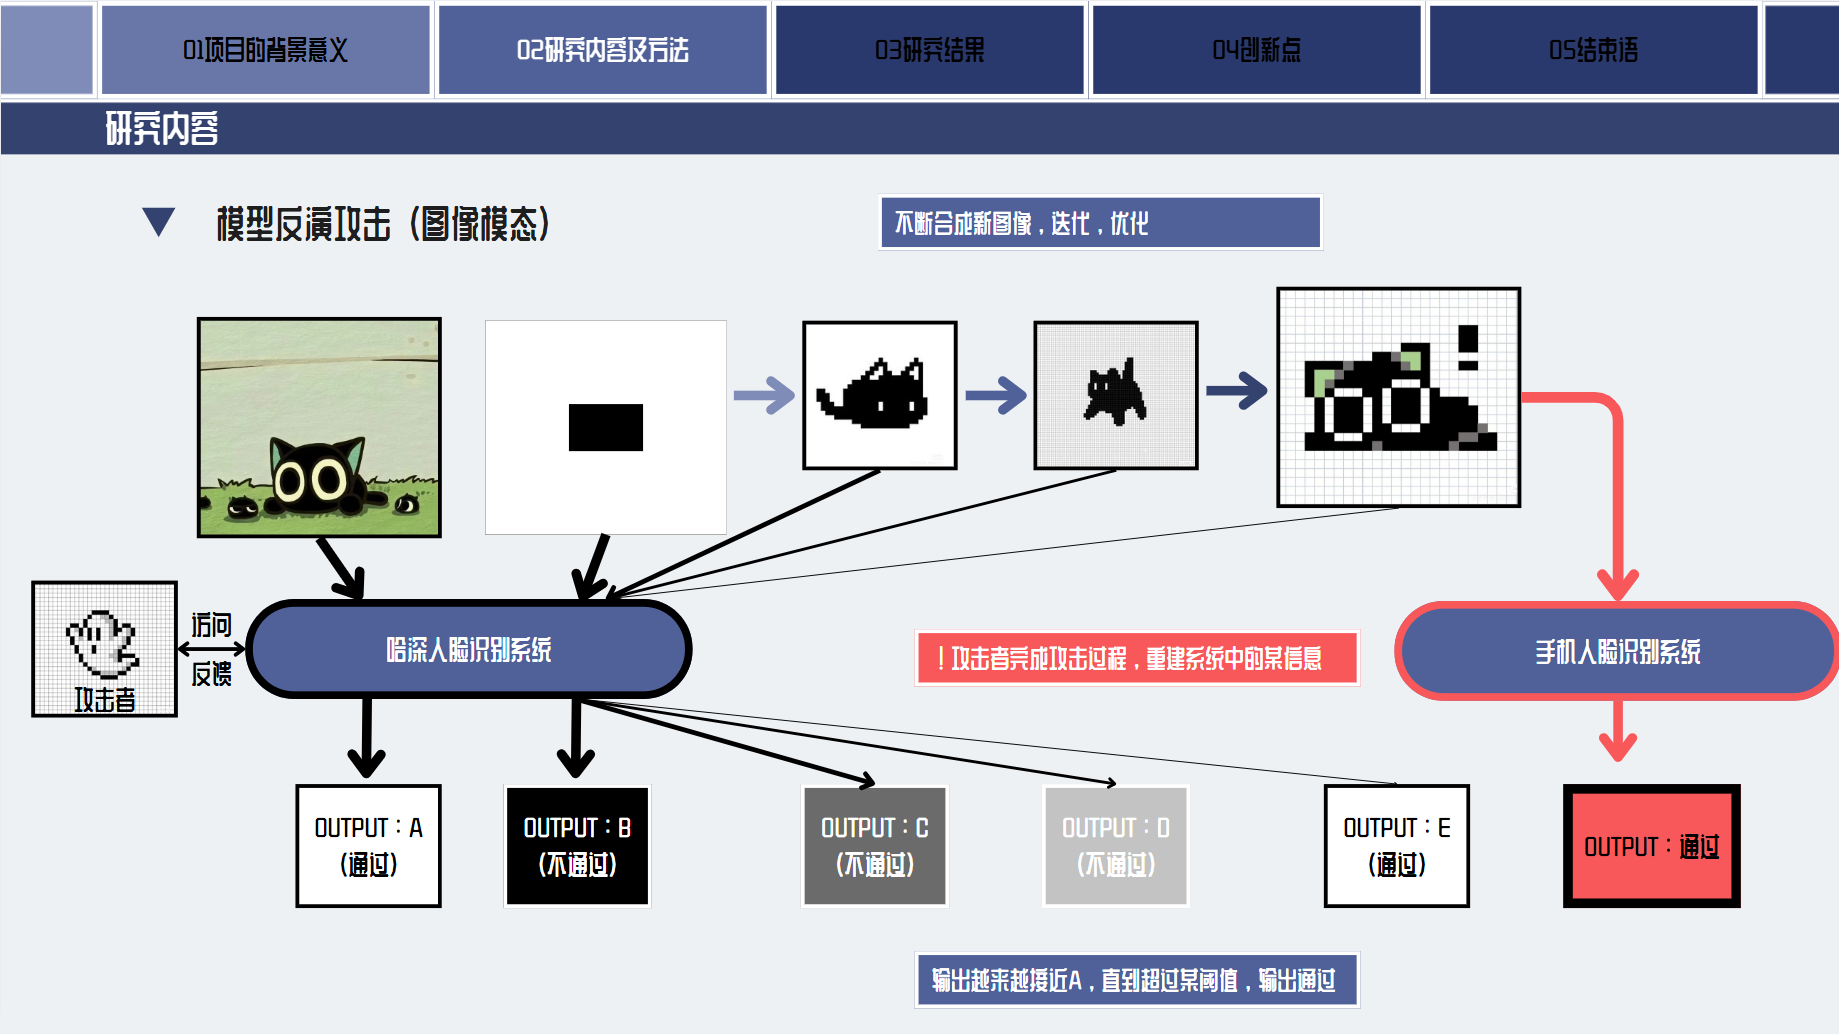 01项目的背景意义
02研究内容及方法
03研究结果
04创新点
05结束语
研究内容
模型反演攻击（图像模态）
不断合成新图像，迭代，优化
访问
反馈
攻击者
哈深人脸识别系统
！攻击者完成攻击过程，重建系统中的某信息
手机人脸识别系统
OUTPUT：A
（通过）
OUTPUT：B
（不通过）
OUTPUT：C
（不通过）
OUTPUT：D
（不通过）
OUTPUT：E
（通过）
OUTPUT：通过
输出越来越接近A，直到超过某阈值，输出通过